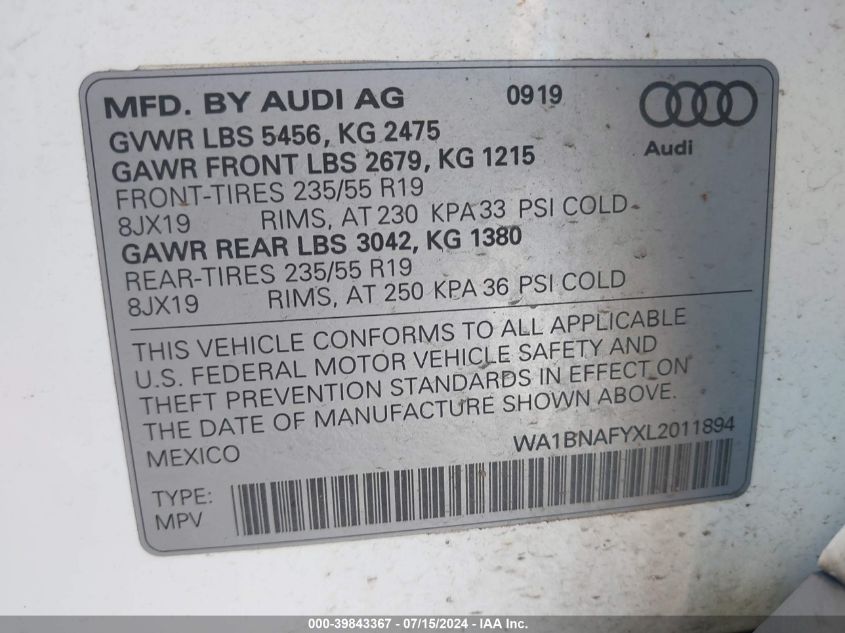 MFD. BY AUDI AG 0919
GVWR LBS 5456, KG 2475
Audi
GAWR FRONT LBS 2679, KG 1215
FRONT-TIRES 235/55 R19
8JX19 RIMS, AT 230 KPA 33 PSI COLD
GAWR REAR LBS 3042, KG 1380
REAR-TIRES 235/55 R19
8JX19 RIMS, AT 250 KPA 36 PSI COLD
THIS VEHICLE CONFORMS TO ALL APPLICABLE
U.S. FEDERAL MOTOR VEHICLE SAFETY AND
THEFT PREVENTION STANDARDS IN EFFECT ON
THE DATE OF MANUFACTURE SHOWN ABOVE.
MEXICO WA1BNAFYXL2011894
TYPE:
MPV
000-39843367 - 07/15/2024 - IAA Inc.